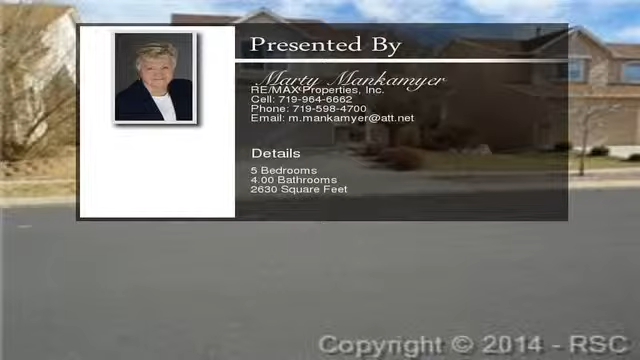 Presented By
Marty Mankamyer
RE/MAX Properties, Inc.
Cell: 719-964-6662
Phone: 719-598-4700
Email: m.mankamyer@att.net
Details
5 Bedrooms
4.00 Bathrooms
2630 Square Feet
Copyright © 2014 - RSC